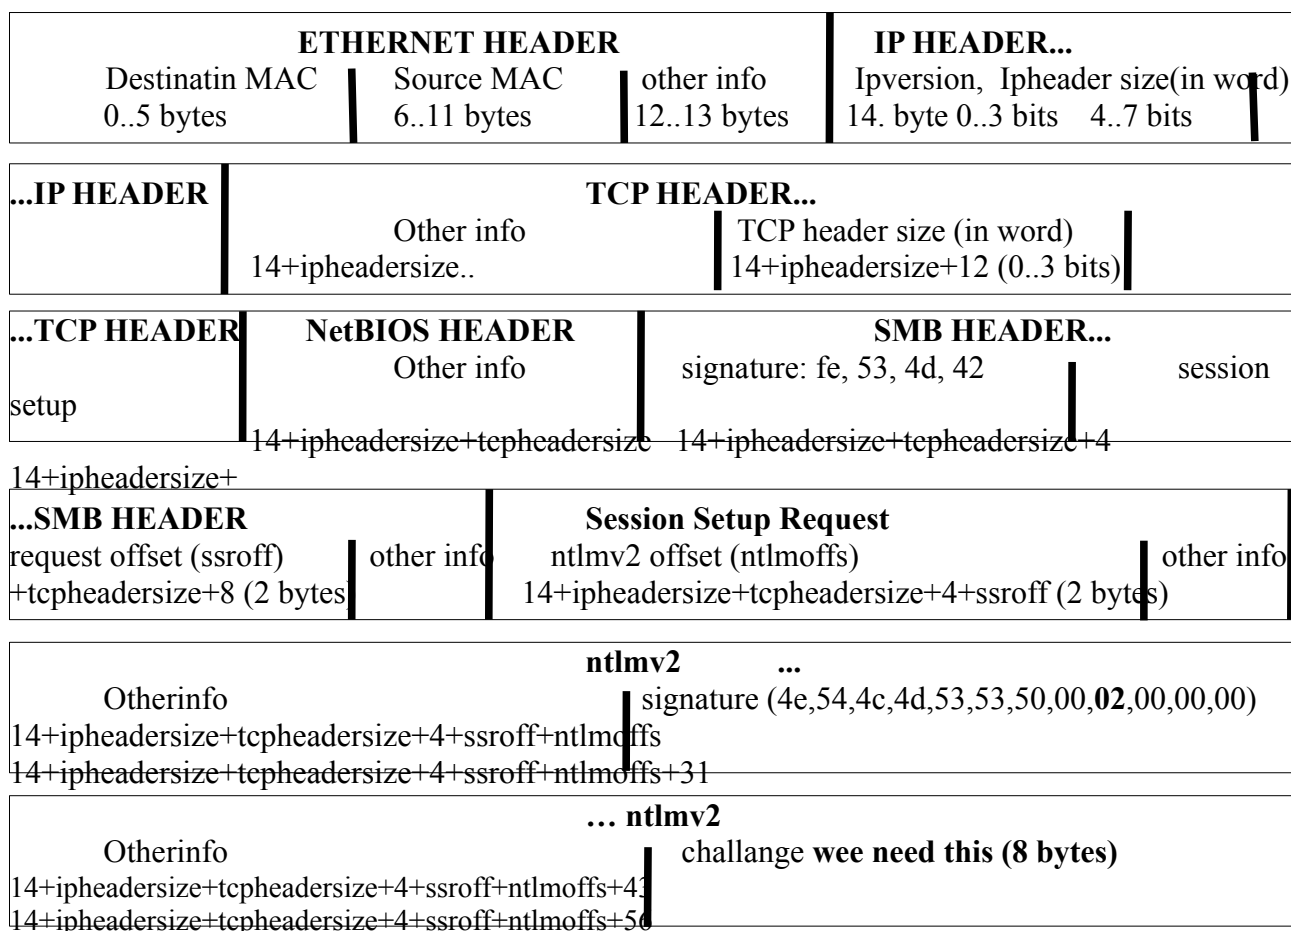 ETHERNET HEADER IP HEADER...
Destinatin MAC Source MAC other info Ipversion, Ipheader size(in word)
0..5 bytes 6..11 bytes 12..13 bytes 14. byte 0..3 bits 4..7 bits
...IP HEADER TCP HEADER...
Other info TCP header size (in word)
14+ipheadersize.. 14+ipheadersize+12 (0..3 bits)
...TCP HEADER NetBIOS HEADER SMB HEADER...
Other info signature: fe, 53, 4d, 42 session
setup
14+ipheadersize+tcpheadersize 14+ipheadersize+tcpheadersize+4
14+ipheadersize+
...SMB HEADER Session Setup Request
request offset (ssroff) other info ntlmv2 offset (ntlmoffs) other info
+tcpheadersize+8 (2 bytes) 14+ipheadersize+tcpheadersize+4+ssroff (2 bytes)
ntlmv2 ...
Otherinfo signature (4e,54,4c,4d,53,53,50,00,02,00,00,00)
14+ipheadersize+tcpheadersize+4+ssroff+ntlmoffs
14+ipheadersize+tcpheadersize+4+ssroff+ntlmoffs+31
... ntlmv2
Otherinfo challange wee need this (8 bytes)
14+ipheadersize+tcpheadersize+4+ssroff+ntlmoffs+43
14+ipheadersize+tcpheadersize+4+ssroff+ntlmoffs+56